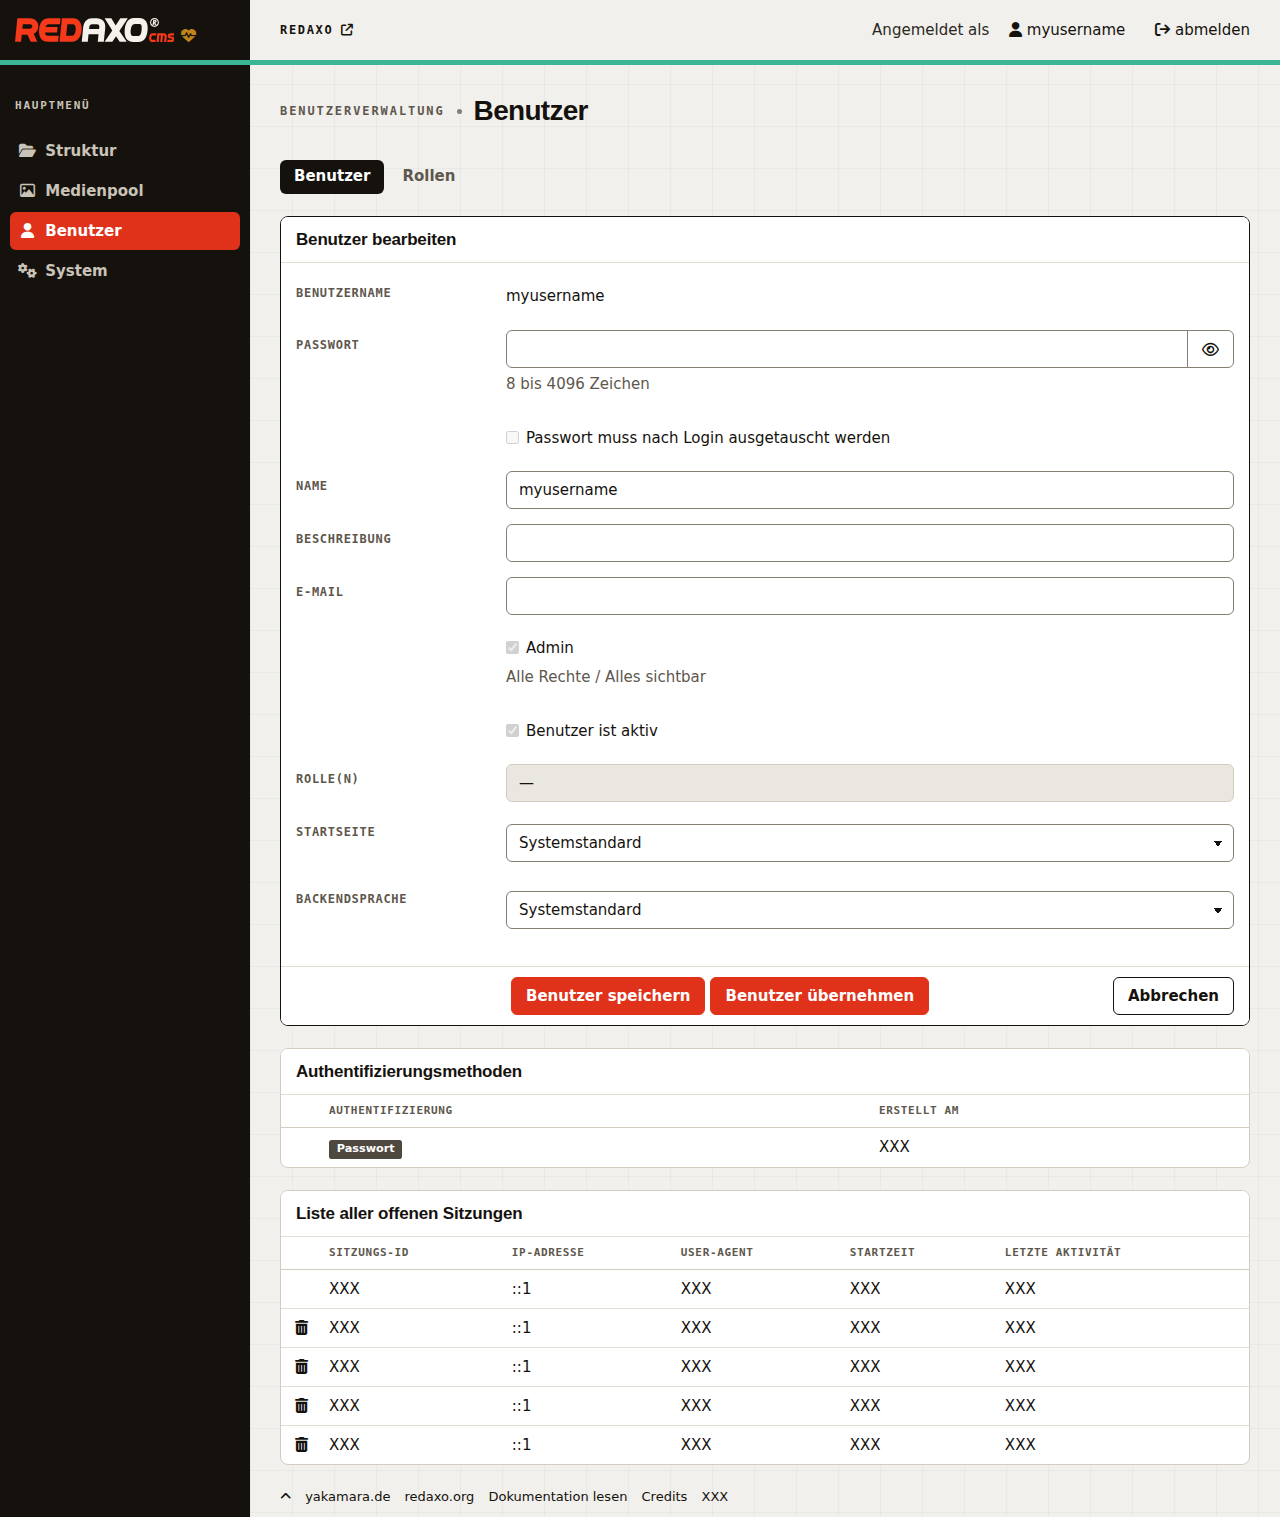 REDAXO® cms
REDAXO
Angemeldet als myusername abmelden
HAUPTMENÜ
Struktur
Medienpool
Benutzer
System
BENUTZERVERWALTUNG • Benutzer
Benutzer Rollen
Benutzer bearbeiten
BENUTZERNAME myusername
PASSWORT
8 bis 4096 Zeichen
Passwort muss nach Login ausgetauscht werden
NAME myusername
BESCHREIBUNG
E-MAIL
Admin
Alle Rechte / Alles sichtbar
Benutzer ist aktiv
ROLLE(N) —
STARTSEITE Systemstandard
BACKENDSPRACHE Systemstandard
Benutzer speichern Benutzer übernehmen Abbrechen
Authentifizierungsmethoden
AUTHENTIFIZIERUNG ERSTELLT AM
Passwort XXX
Liste aller offenen Sitzungen
SITZUNGS-ID IP-ADRESSE USER-AGENT STARTZEIT LETZTE AKTIVITÄT
XXX ::1 XXX XXX XXX
XXX ::1 XXX XXX XXX
XXX ::1 XXX XXX XXX
XXX ::1 XXX XXX XXX
XXX ::1 XXX XXX XXX
yakamara.de redaxo.org Dokumentation lesen Credits XXX